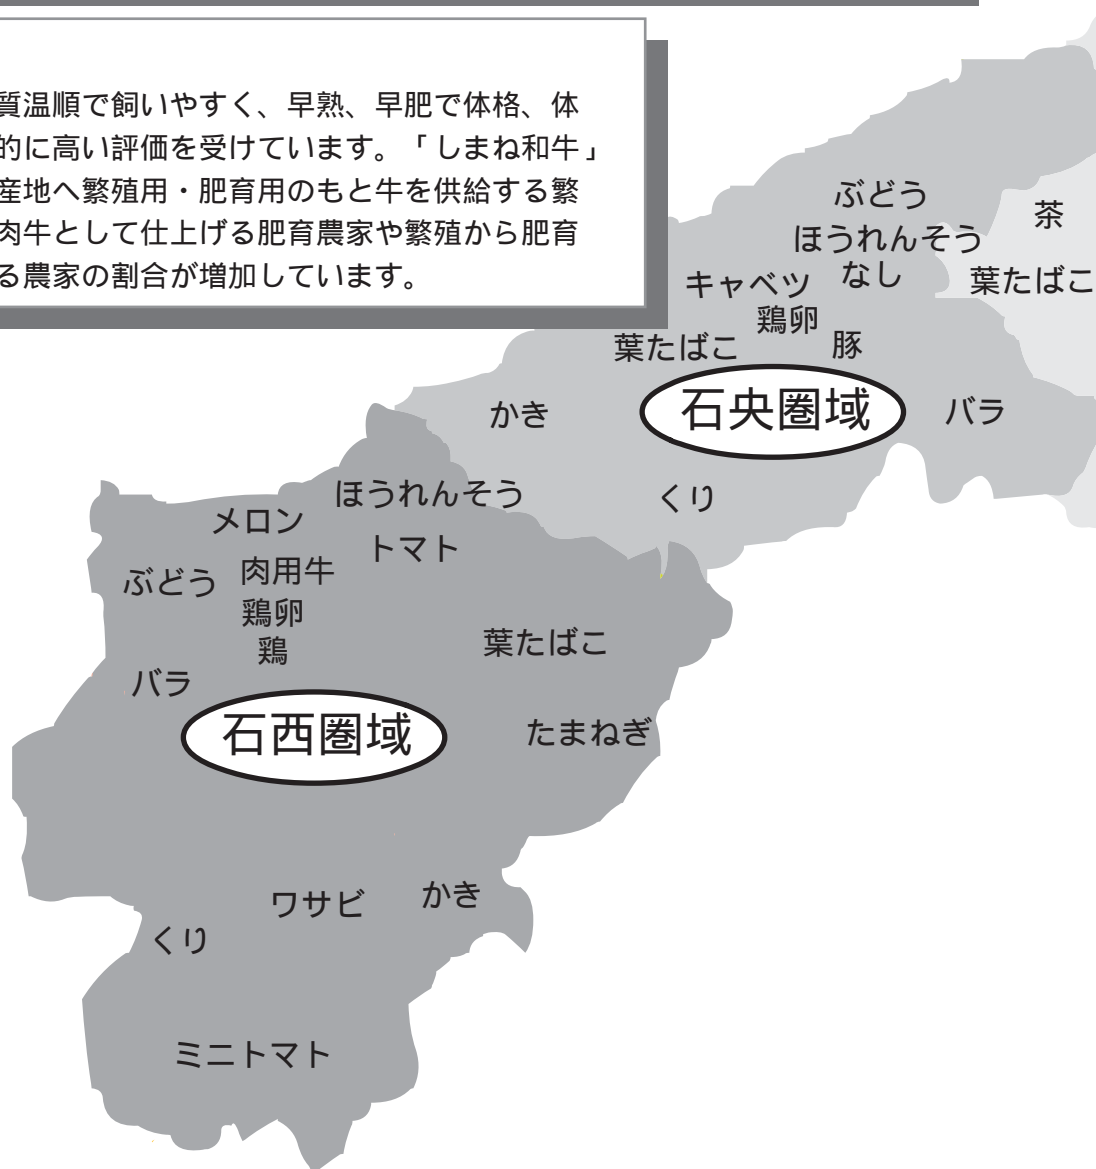 質温順で飼いやすく、早熟、早肥で体格、体
的に高い評価を受けています。「しまね和牛」
産地へ繁殖用・肥育用のもと牛を供給する繁
肉牛として仕上げる肥育農家や繁殖から肥育
る農家の割合が増加しています。
ぶどう
茶
ほうれんそう
キャベツ
なし
葉たばこ
鶏卵
葉たばこ
豚
かき
石央圏域
バラ
くり
ほうれんそう
メロン
トマト
ぶどう
肉用牛
鶏卵
鶏
葉たばこ
バラ
石西圏域
たまねぎ
ワサビ
かき
くり
ミニトマト